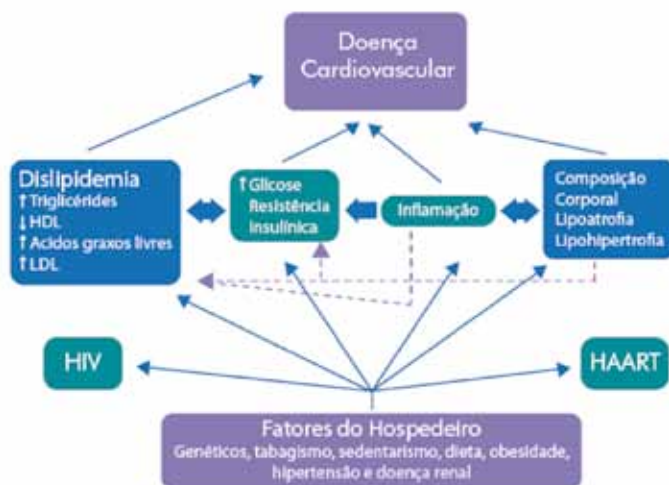 Doença
Cardiovascular
Dislipidemia
↑Triglicérides
↓HDL
↑Acidos graxos livres
↑LDL
↑Glicose
Resistência
insulínica
Inflamação
Composição
Corporal
Lipoatrofia
Lipohipertrofia
HIV
HAART
Fatores do Hospedeiro
Genéticos, tabagismo, sedentarismo, dieta, obesidade,
hipertensão e doença renal